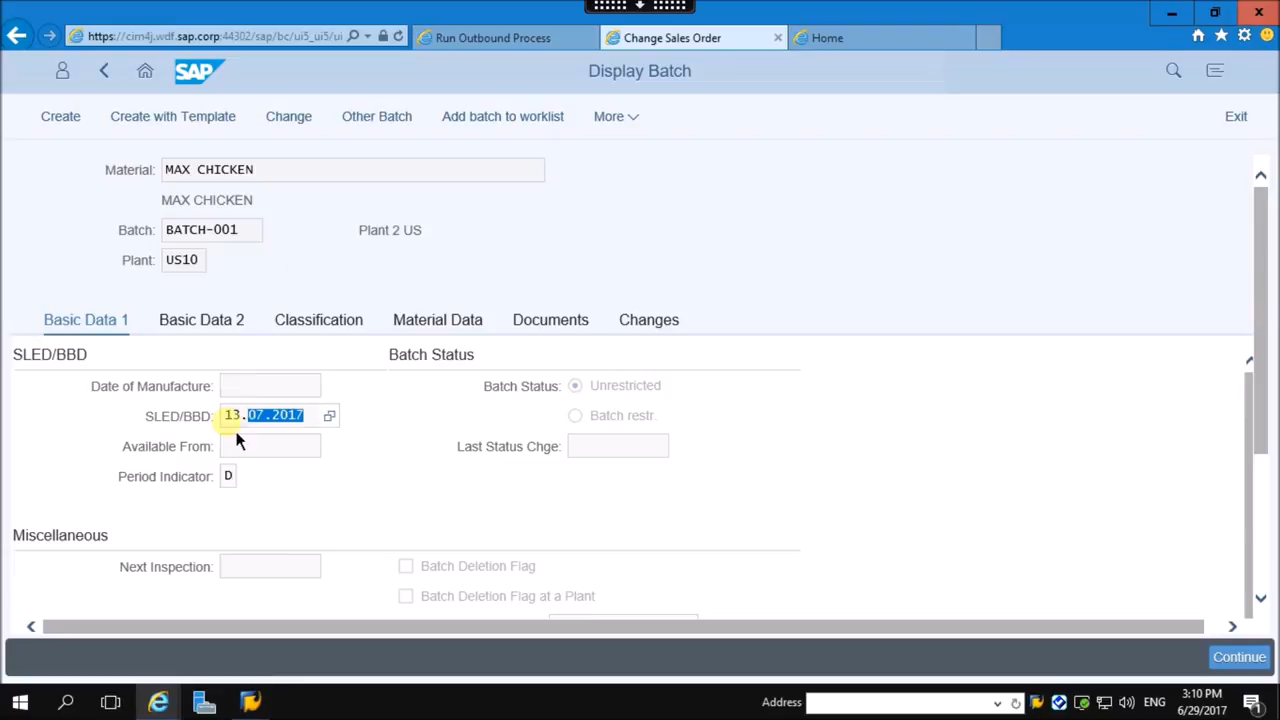 https://cim4j.wdf.sap.corp:44302/sap/bc/ui5_ui5/ui
Run Outbound Process
Change Sales Order
Home
SAP
Display Batch
Create
Create with Template
Change
Other Batch
Add batch to worklist
More
Exit
Material: MAX CHICKEN
MAX CHICKEN
Batch: BATCH-001 Plant 2 US
Plant: US10
Basic Data 1
Basic Data 2
Classification
Material Data
Documents
Changes
SLED/BBD
Batch Status
Date of Manufacture:
Batch Status: Unrestricted
SLED/BBD: 13.07.2017
Batch restr.
Available From:
Last Status Chge:
Period Indicator: D
Miscellaneous
Next Inspection:
Batch Deletion Flag
Batch Deletion Flag at a Plant
Continue
Address
ENG
3:10 PM
6/29/2017
1